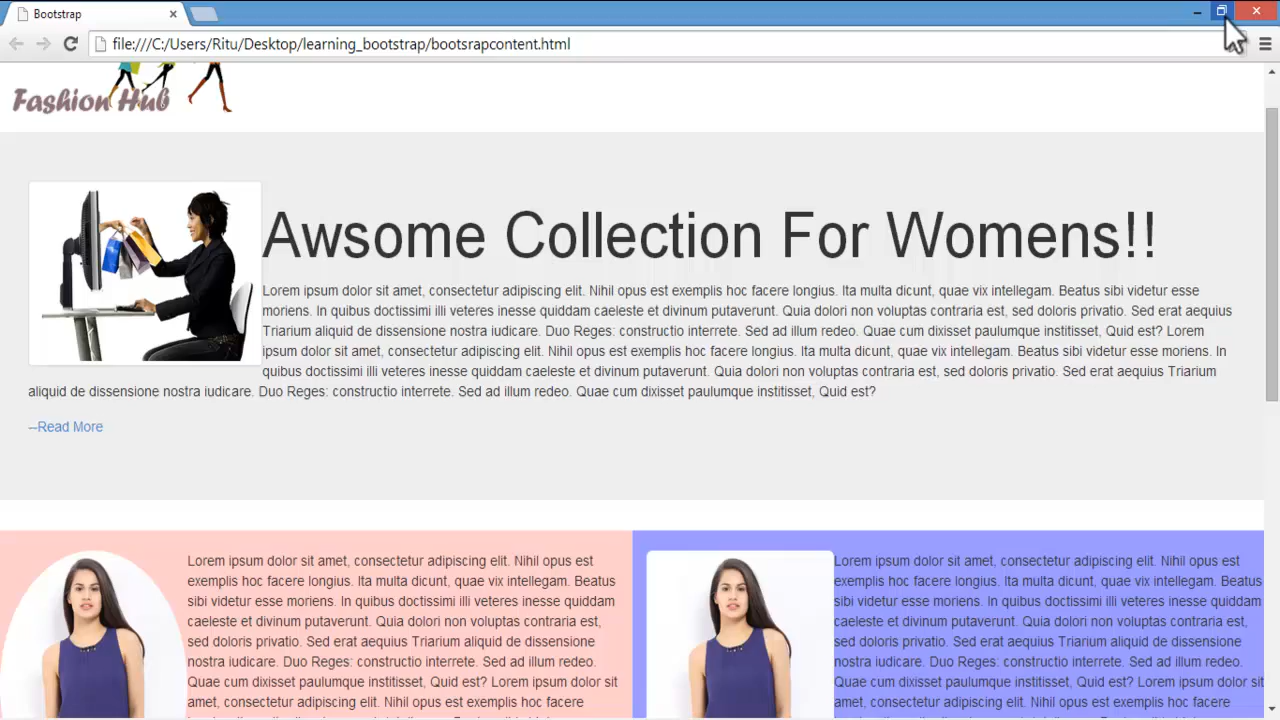 Bootstrap
file:///C:/Users/Ritu/Desktop/learning_bootstrap/bootsrapcontent.html
Fashion Hub
Awsome Collection For Womens!!
Lorem ipsum dolor sit amet, consectetur adipiscing elit. Nihil opus est exemplis hoc facere longius. Ita multa dicunt, quae vix intellegam. Beatus sibi videtur esse
moriens. In quibus doctissimi illi veteres inesse quiddam caeleste et divinum putaverunt. Quia dolori non voluptas contraria est, sed doloris privatio. Sed erat aequius
Triarium aliquid de dissensione nostra iudicare. Duo Reges: constructio interrete. Sed ad illum redeo. Quae cum dixisset paulumque institisset, Quid est? Lorem
ipsum dolor sit amet, consectetur adipiscing elit. Nihil opus est exemplis hoc facere longius. Ita multa dicunt, quae vix intellegam. Beatus sibi videtur esse moriens. In
quibus doctissimi illi veteres inesse quiddam caeleste et divinum putaverunt. Quia dolori non voluptas contraria est, sed doloris privatio. Sed erat aequius Triarium
aliquid de dissensione nostra iudicare. Duo Reges: constructio interrete. Sed ad illum redeo. Quae cum dixisset paulumque institisset, Quid est?
--Read More
Lorem ipsum dolor sit amet, consectetur adipiscing elit. Nihil opus est
exemplis hoc facere longius. Ita multa dicunt, quae vix intellegam. Beatus
sibi videtur esse moriens. In quibus doctissimi illi veteres inesse quiddam
caeleste et divinum putaverunt. Quia dolori non voluptas contraria est,
sed doloris privatio. Sed erat aequius Triarium aliquid de dissensione
nostra iudicare. Duo Reges: constructio interrete. Sed ad illum redeo.
Quae cum dixisset paulumque institisset, Quid est? Lorem ipsum dolor sit
amet, consectetur adipiscing elit. Nihil opus est exemplis hoc facere
Lorem ipsum dolor sit amet, consectetur adipiscing elit. Nihil opus est
exemplis hoc facere longius. Ita multa dicunt, quae vix intellegam. Beatus
sibi videtur esse moriens. In quibus doctissimi illi veteres inesse quiddam
caeleste et divinum putaverunt. Quia dolori non voluptas contraria est,
sed doloris privatio. Sed erat aequius Triarium aliquid de dissensione
nostra iudicare. Duo Reges: constructio interrete. Sed ad illum redeo.
Quae cum dixisset paulumque institisset, Quid est? Lorem ipsum dolor sit
amet, consectetur adipiscing elit. Nihil opus est exemplis hoc facere